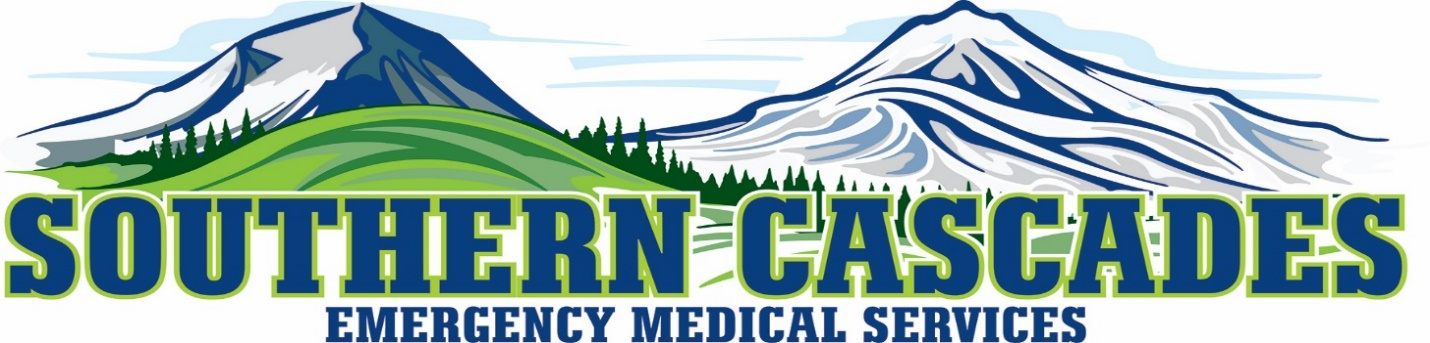 SOUTHERN CASCADES
EMERGENCY MEDICAL SERVICES